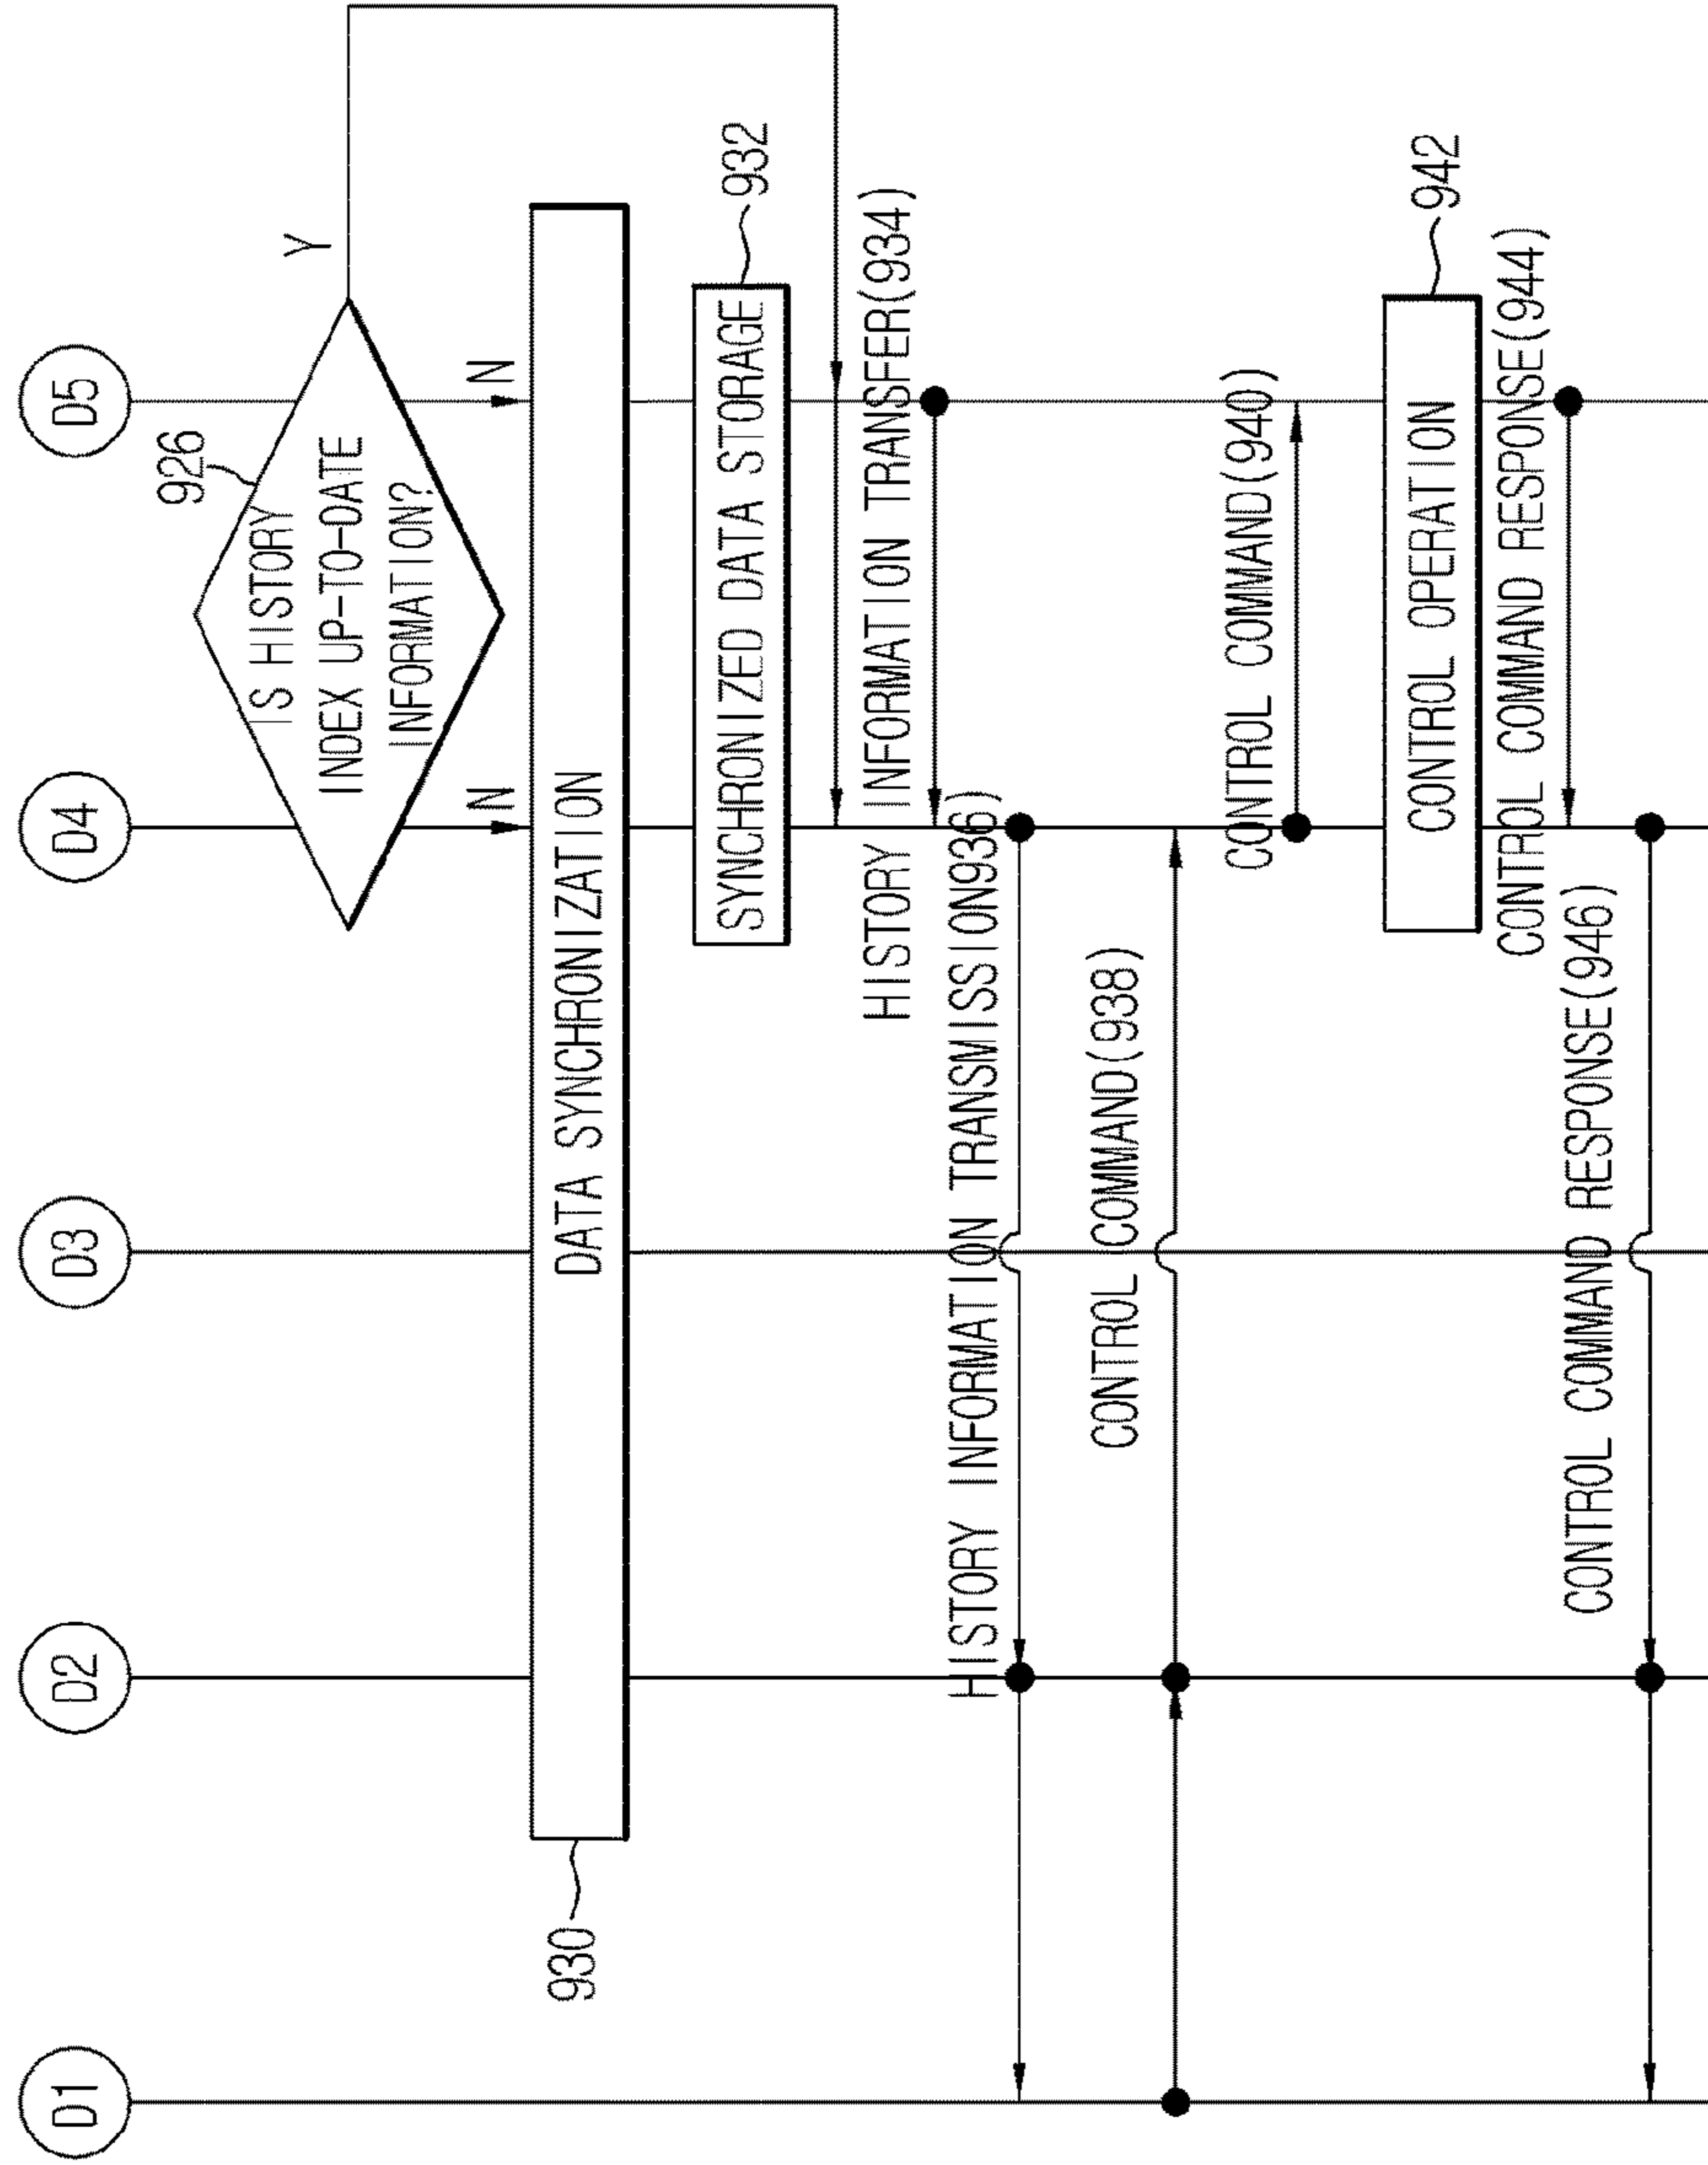 D1
D2
D3
D4
D5
926
IS HISTORY
INDEX UP-TO-DATE
INFORMATION?
Y
N
N
930
DATA SYNCHRONIZATION
SYNCHRONIZED DATA STORAGE
932
HISTORY INFORMATION TRANSFER(934)
HISTORY INFORMATION TRANSMISSION936)
CONTROL COMMAND(938)
CONTROL COMMAND(940)
CONTROL OPERATION
942
CONTROL COMMAND RESPONSE(944)
CONTROL COMMAND RESPONSE(946)